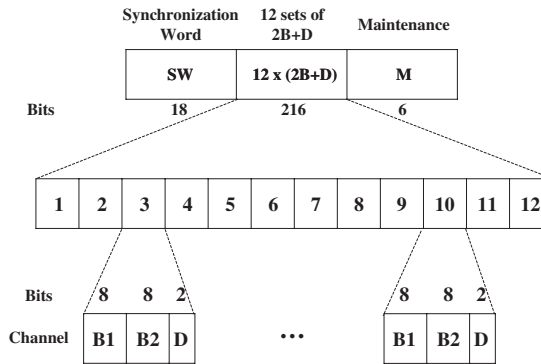 Synchronization Word
12 sets of 2B+D
Maintenance
SW
12 x (2B+D)
M
Bits
18
216
6
1 2 3 4 5 6 7 8 9 10 11 12
Bits
8 8 2
8 8 2
Channel
B1 B2 D
...
B1 B2 D